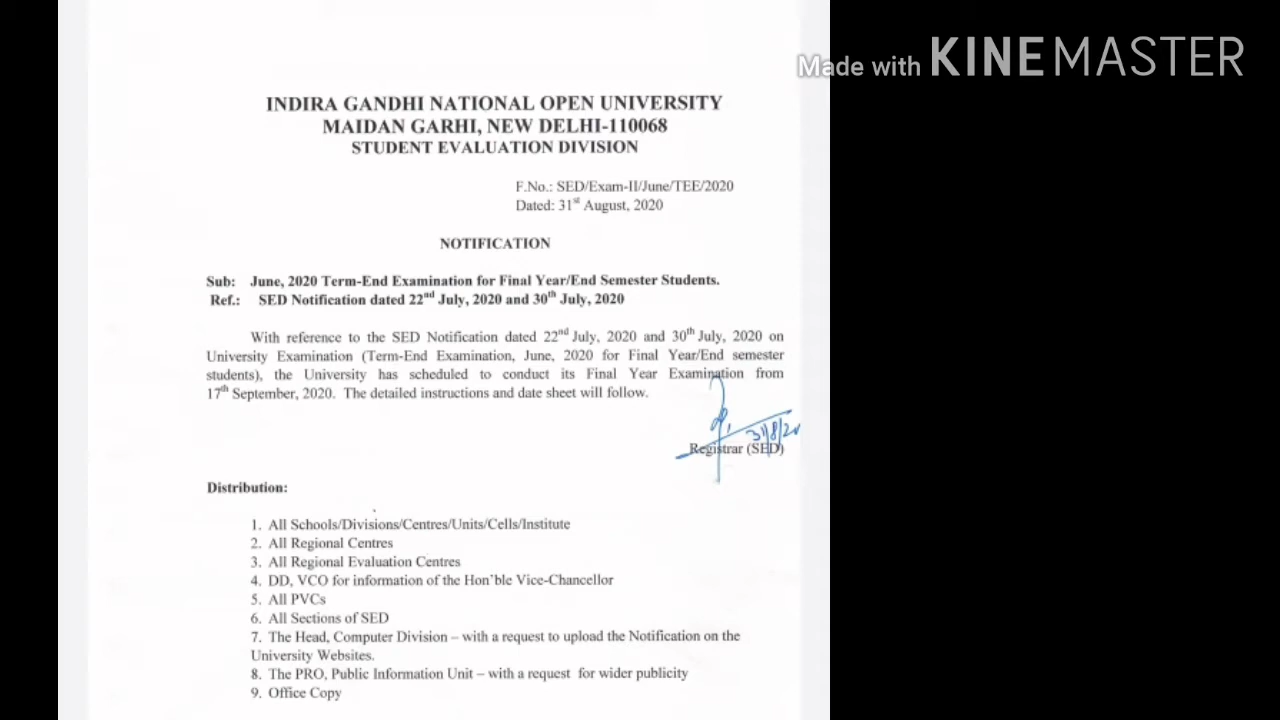 Made with KINEMASTER
INDIRA GANDHI NATIONAL OPEN UNIVERSITY
MAIDAN GARHI, NEW DELHI-110068
STUDENT EVALUATION DIVISION
F.No.: SED/Exam-II/June/TEE/2020
Dated: 31st August, 2020
NOTIFICATION
Sub: June, 2020 Term-End Examination for Final Year/End Semester Students.
Ref.: SED Notification dated 22nd July, 2020 and 30th July, 2020
With reference to the SED Notification dated 22nd July, 2020 and 30th July, 2020 on
University Examination (Term-End Examination, June, 2020 for Final Year/End semester
students), the University has scheduled to conduct its Final Year Examination from
17th September, 2020. The detailed instructions and date sheet will follow.
31/8/20
Registrar (SED)
Distribution:
1. All Schools/Divisions/Centres/Units/Cells/Institute
2. All Regional Centres
3. All Regional Evaluation Centres
4. DD, VCO for information of the Hon'ble Vice-Chancellor
5. All PVCs
6. All Sections of SED
7. The Head, Computer Division – with a request to upload the Notification on the
University Websites.
8. The PRO, Public Information Unit – with a request for wider publicity
9. Office Copy